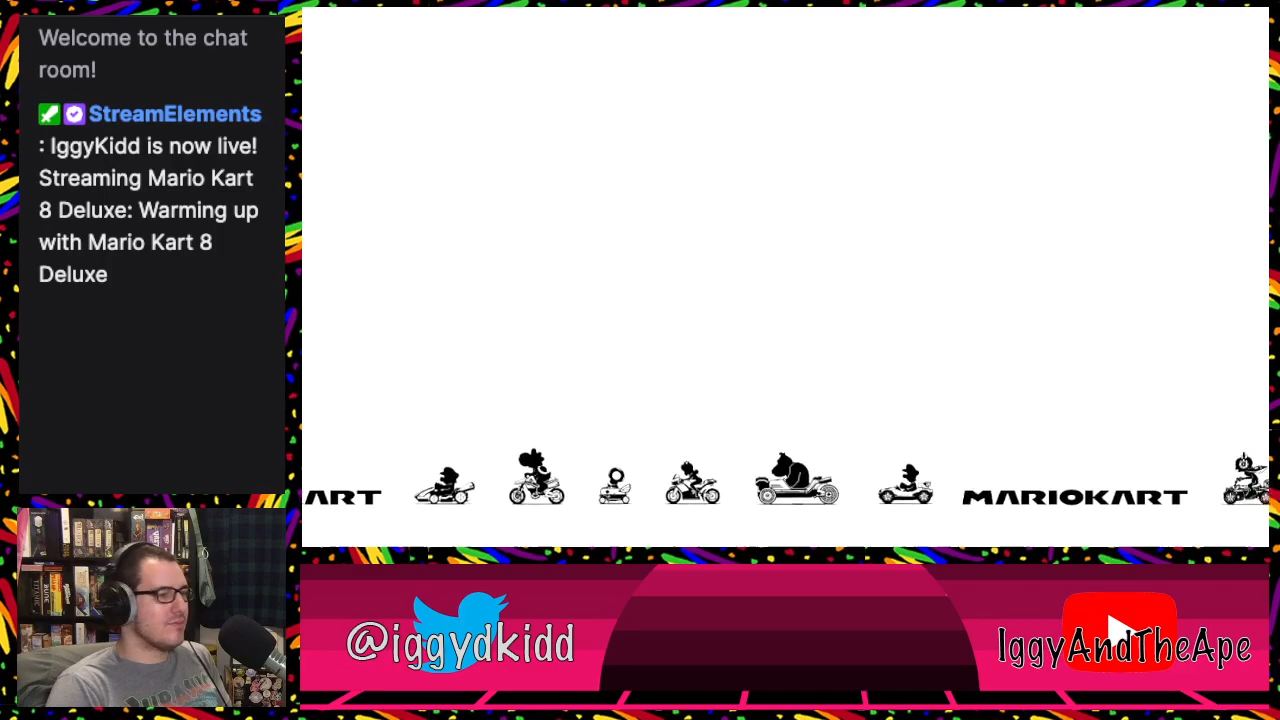 Welcome to the chat
room!
StreamElements
: IggyKidd is now live!
Streaming Mario Kart
8 Deluxe: Warming up
with Mario Kart 8
Deluxe
ART
MARIOKART
@iggydkidd
IggyAndTheApe